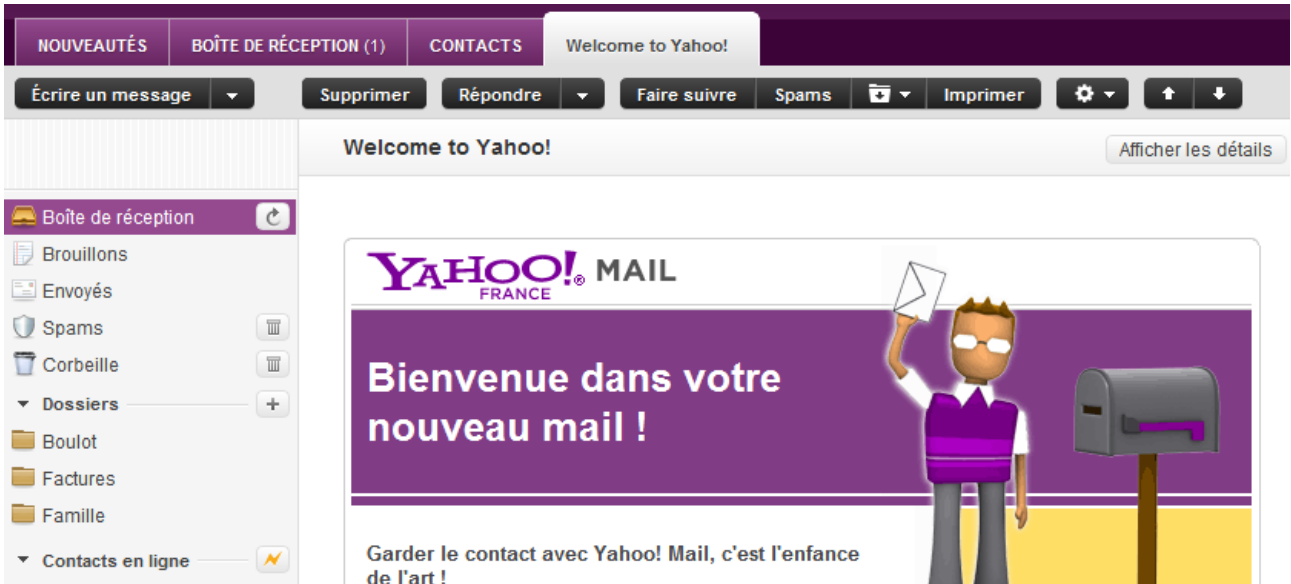 NOUVEAUTÉS BOÎTE DE RÉCEPTION (1) CONTACTS Welcome to Yahoo!
Écrire un message Supprimer Répondre Faire suivre Spams Imprimer
Welcome to Yahoo! Afficher les détails
Boîte de réception
Brouillons
Envoyés
Spams
Corbeille
Dossiers
Boulot
Factures
Famille
Contacts en ligne
YAHOO!® MAIL
FRANCE
Bienvenue dans votre
nouveau mail !
Garder le contact avec Yahoo! Mail, c'est l'enfance
de l'art !